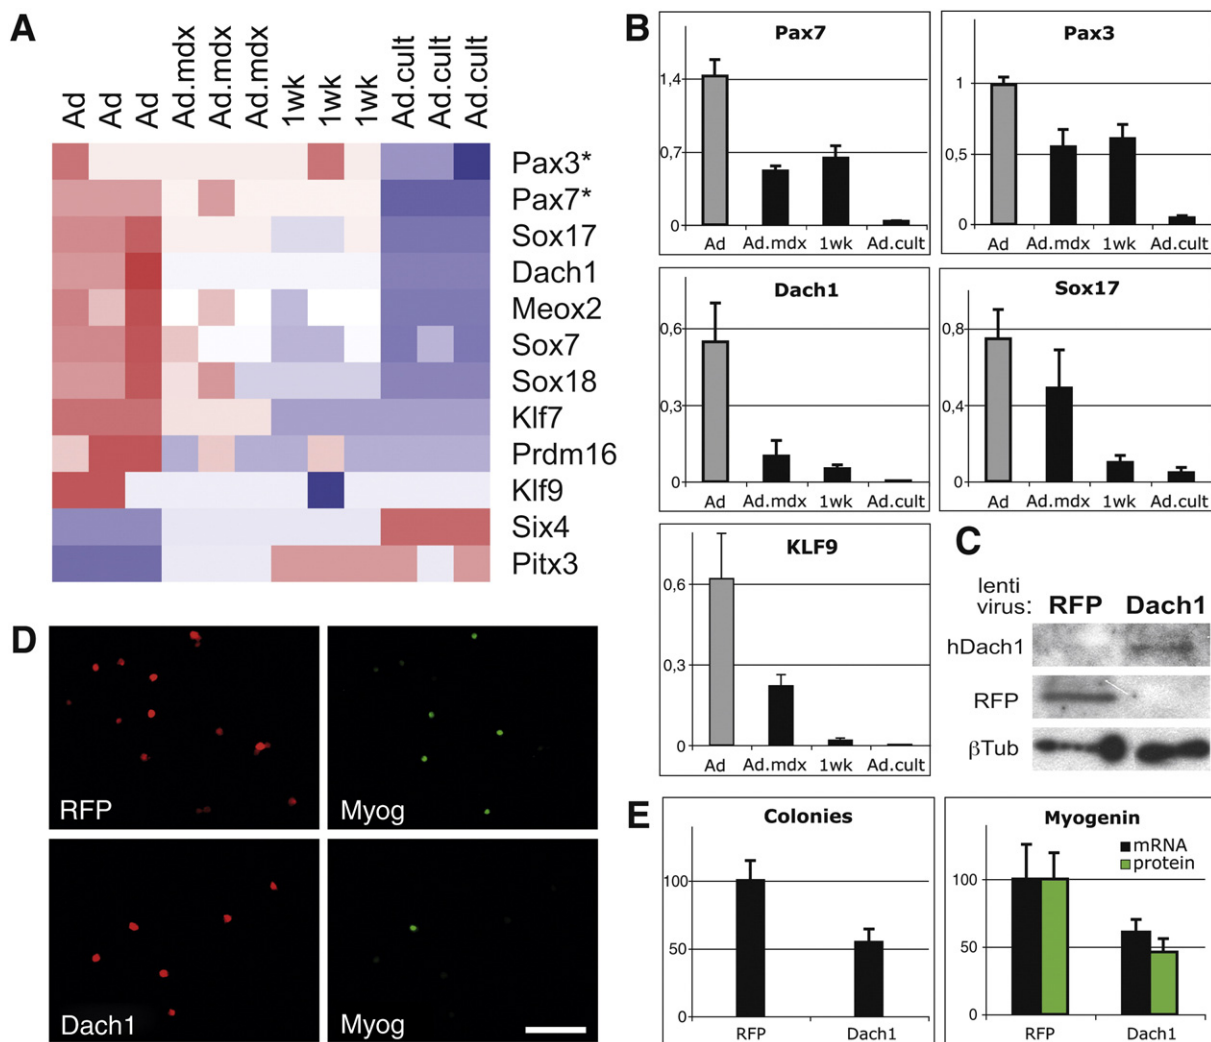 A
Ad
Ad
Ad
Ad.mdx
Ad.mdx
Ad.mdx
1wk
1wk
1wk
Ad.cult
Ad.cult
Ad.cult
Pax3*
Pax7*
Sox17
Dach1
Meox2
Sox7
Sox18
Klf7
Prdm16
Klf9
Six4
Pitx3
B
Pax7
1,4
0,7
0
Ad Ad.mdx 1wk Ad.cult
Pax3
1
0,5
0
Ad Ad.mdx 1wk Ad.cult
Dach1
0,6
0,3
0
Ad Ad.mdx 1wk Ad.cult
Sox17
0,8
0,4
0
Ad Ad.mdx 1wk Ad.cult
KLF9
0,6
0,3
0
Ad Ad.mdx 1wk Ad.cult
C
lenti
virus: RFP Dach1
hDach1
RFP
βTub
D
RFP
Myog
Dach1
Myog
E
Colonies
100
50
0
RFP Dach1
Myogenin
mRNA
protein
100
50
0
RFP Dach1